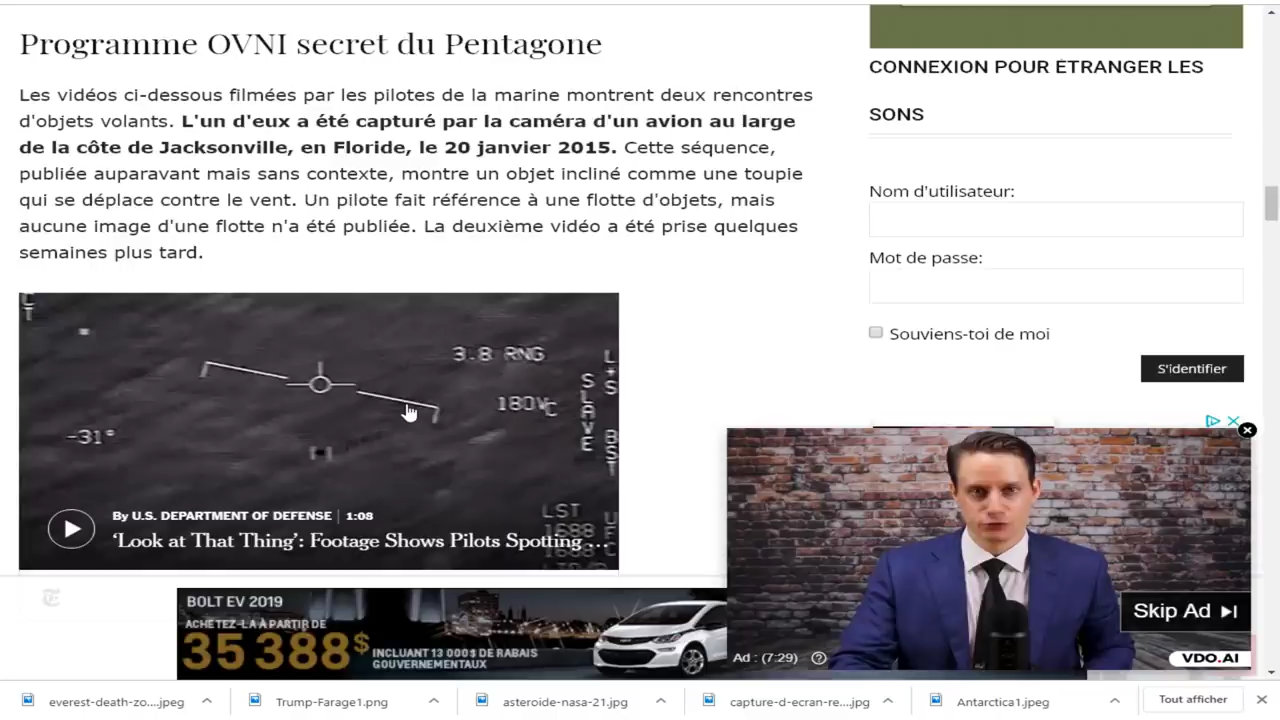 Programme OVNI secret du Pentagone
Les vidéos ci-dessous filmées par les pilotes de la marine montrent deux rencontres
d'objets volants. L'un d'eux a été capturé par la caméra d'un avion au large
de la côte de Jacksonville, en Floride, le 20 janvier 2015. Cette séquence,
publiée auparavant mais sans contexte, montre un objet incliné comme une toupie
qui se déplace contre le vent. Un pilote fait référence à une flotte d'objets, mais
aucune image d'une flotte n'a été publiée. La deuxième vidéo a été prise quelques
semaines plus tard.
3.8 RNG
180
VC
-31°
SLAVE
LST
1688
By U.S. DEPARTMENT OF DEFENSE | 1:08
‘Look at That Thing’: Footage Shows Pilots Spotting ...
CONNEXION POUR ÉTRANGER LES
SONS
Nom d'utilisateur:
Mot de passe:
Souviens-toi de moi
S'identifier
Skip Ad
Ad : (7:29)
VDO.AI
BOLT EV 2019
ACHETEZ-LA À PARTIR DE
35 388$
INCLUANT 13 000$ DE RABAIS
GOUVERNEMENTAUX
everest-death-zo....jpeg
Trump-Farage1.png
asteroide-nasa-21.jpg
capture-d-ecran-re....jpg
Antarctica1.jpeg
Tout afficher